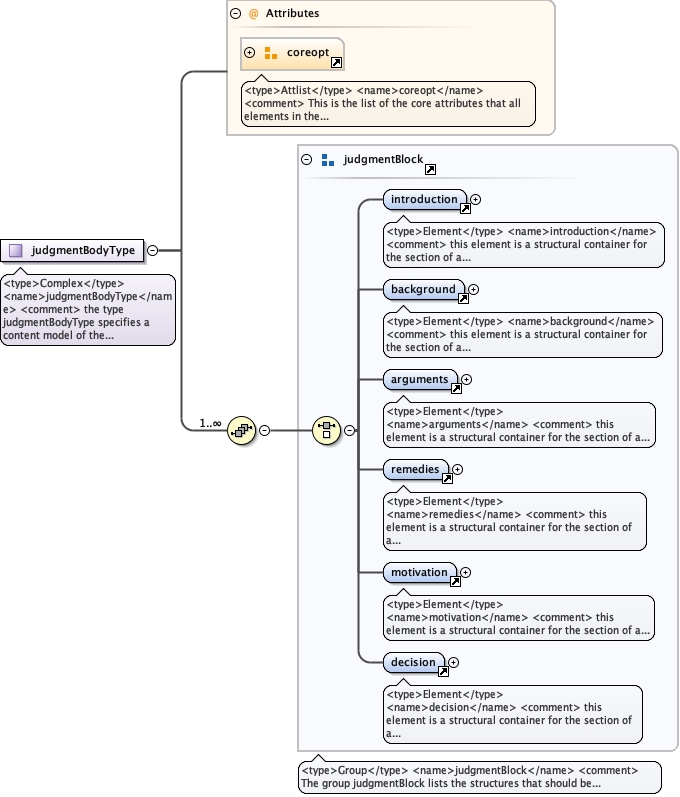 @ Attributes
coreopt
<type>Attlist</type> <name>coreopt</name>
<comment> This is the list of the core attributes that all
elements in the...
judgmentBodyType
<type>Complex</type>
<name>judgmentBodyType</nam
e> <comment> the type
judgmentBodyType specifies a
content model of the...
1..∞
judgmentBlock
introduction
<type>Element</type> <name>introduction</name>
<comment> this element is a structural container for
the section of a...
background
<type>Element</type> <name>background</name>
<comment> this element is a structural container for
the section of a...
arguments
<type>Element</type>
<name>arguments</name> <comment> this
element is a structural container for the section of a...
remedies
<type>Element</type>
<name>remedies</name> <comment> this
element is a structural container for the section of
a...
motivation
<type>Element</type>
<name>motivation</name> <comment> this
element is a structural container for the section of a...
decision
<type>Element</type>
<name>decision</name> <comment> this
element is a structural container for the section of
a...
<type>Group</type> <name>judgmentBlock</name> <comment>
The group judgmentBlock lists the structures that should be...